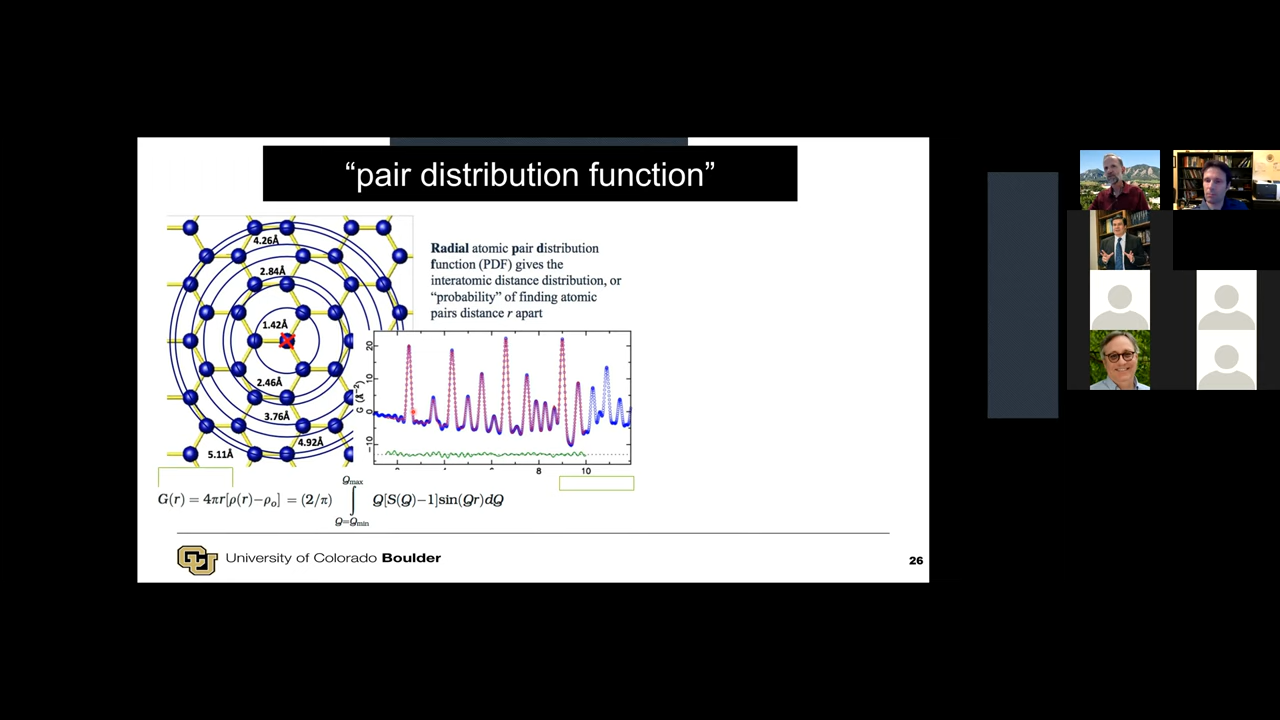 “pair distribution function”
4.26Å
2.84Å
1.42Å
2.46Å
3.76Å
4.92Å
5.11Å
Radial atomic pair distribution
function (PDF) gives the
interatomic distance distribution, or
“probability” of finding atomic
pairs distance r apart
G (Å⁻²)
20
10
0
−10
8
10
G(r) = 4πr[ρ(r)−ρₒ] = (2/π) ∫ Q[S(Q)−1]sin(Qr)dQ
Qmax
Q=Qmin
University of Colorado Boulder
26